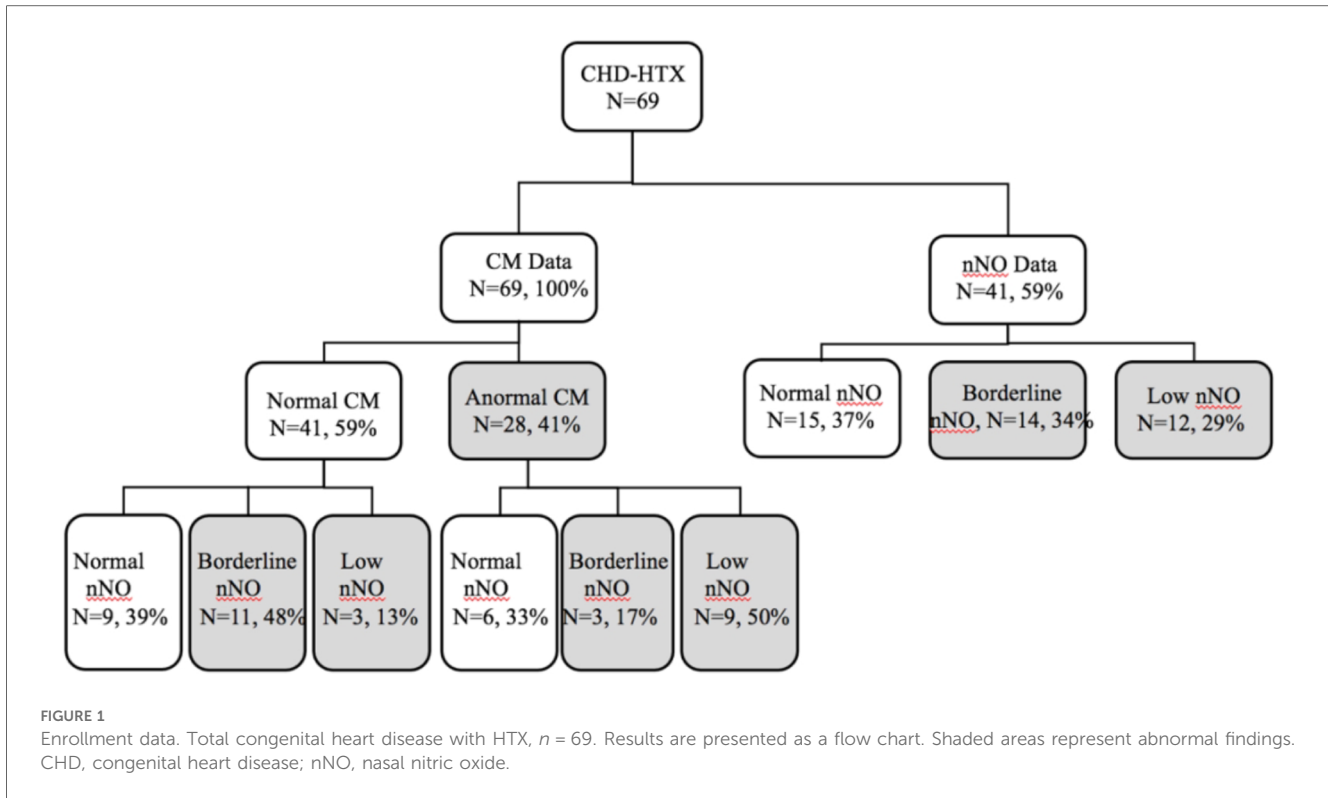 CHD-HTX
N=69
CM Data
N=69, 100%
nNO Data
N=41, 59%
Normal CM
N=41, 59%
Anormal CM
N=28, 41%
Normal nNO
N=15, 37%
Borderline
nNO, N=14, 34%
Low nNO
N=12, 29%
Normal
nNO
N=9, 39%
Borderline
nNO
N=11, 48%
Low
nNO
N=3, 13%
Normal
nNO
N=6, 33%
Borderline
nNO
N=3, 17%
Low
nNO
N=9, 50%
FIGURE 1
Enrollment data. Total congenital heart disease with HTX, n = 69. Results are presented as a flow chart. Shaded areas represent abnormal findings.
CHD, congenital heart disease; nNO, nasal nitric oxide.